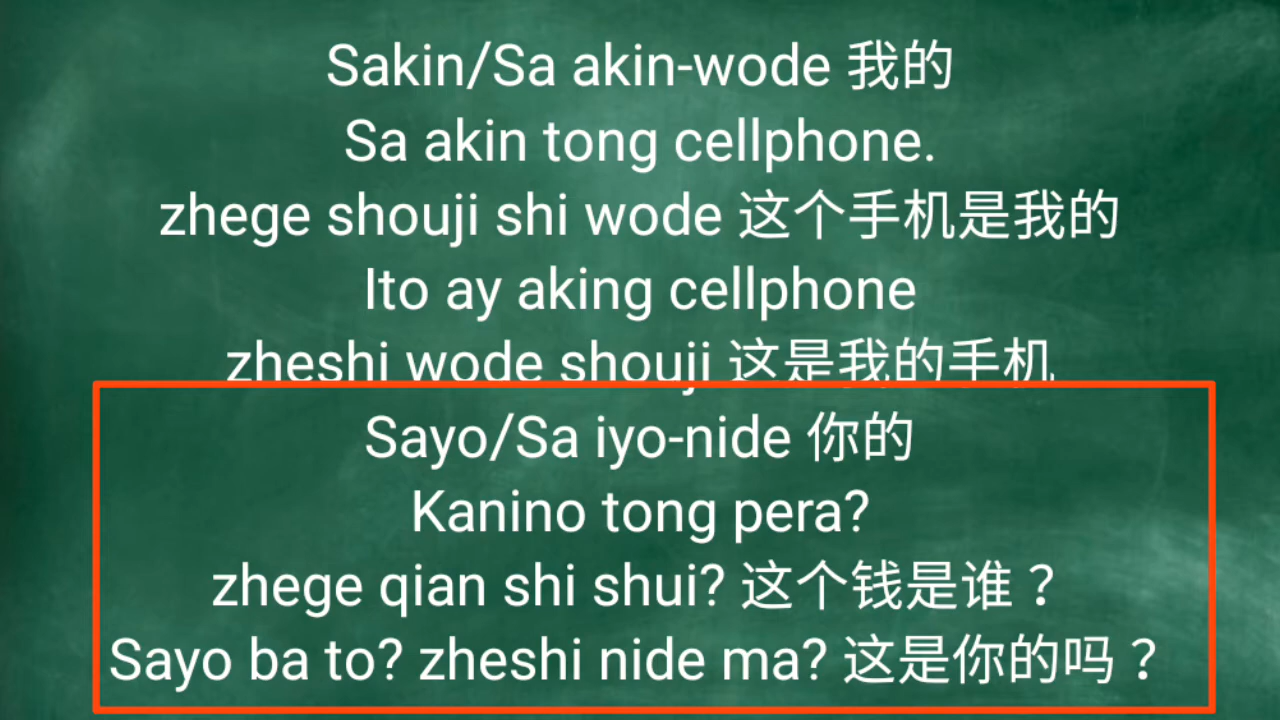 Sakin/Sa akin-wode 我的
Sa akin tong cellphone.
zhege shouji shi wode 这个手机是我的
Ito ay aking cellphone
zheshi wode shouji 这是我的手机
Sayo/Sa iyo-nide 你的
Kanino tong pera?
zhege qian shi shui? 这个钱是谁？
Sayo ba to? zheshi nide ma? 这是你的吗？